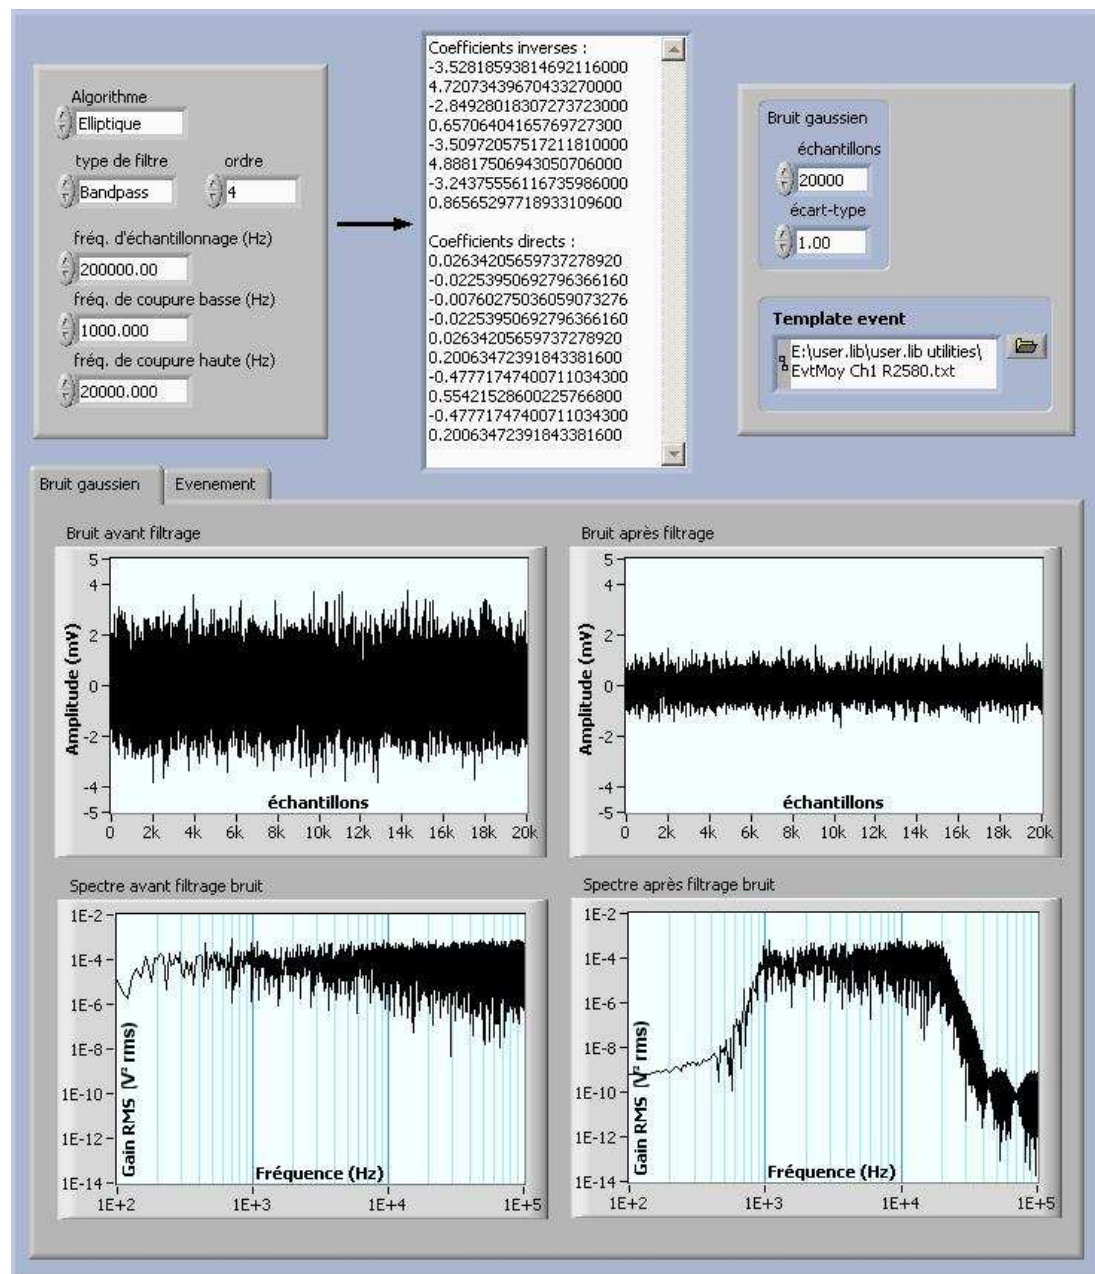 Algorithme
Elliptique
type de filtre ordre
Bandpass 4
fréq. d'échantillonnage (Hz)
200000.00
fréq. de coupure basse (Hz)
1000.000
fréq. de coupure haute (Hz)
20000.000
Coefficients inverses :
-3.52818593814692116000
4.72073439670433270000
-2.84928018307273723000
0.65706404165769727300
-3.50972057517211810000
4.88817506943050706000
-3.24375556116735986000
0.86565297718933109600
Coefficients directs :
0.02634205659737278920
-0.02253950692796366160
-0.00760275036059073276
-0.02253950692796366160
0.02634205659737278920
0.20063472391843381600
-0.47771747400711034300
0.55421528600225766800
-0.47771747400711034300
0.20063472391843381600
Bruit gaussien
échantillons
20000
écart-type
1.00
Template event
E:\user.lib\user.lib utilities\
EvtMoy Ch1 R2580.txt
Bruit gaussien Evenement
Bruit avant filtrage
Amplitude (mV)
5
4
2
0
-2
-4
-5
échantillons
0 2k 4k 6k 8k 10k 12k 14k 16k 18k 20k
Bruit après filtrage
Amplitude (mV)
5
4
2
0
-2
-4
-5
échantillons
0 2k 4k 6k 8k 10k 12k 14k 16k 18k 20k
Spectre avant filtrage bruit
Gain RMS (V² rms)
1E-2
1E-4
1E-6
1E-8
1E-10
1E-12
1E-14
Fréquence (Hz)
1E+2 1E+3 1E+4 1E+5
Spectre après filtrage bruit
Gain RMS (V² rms)
1E-2
1E-4
1E-6
1E-8
1E-10
1E-12
1E-14
Fréquence (Hz)
1E+2 1E+3 1E+4 1E+5